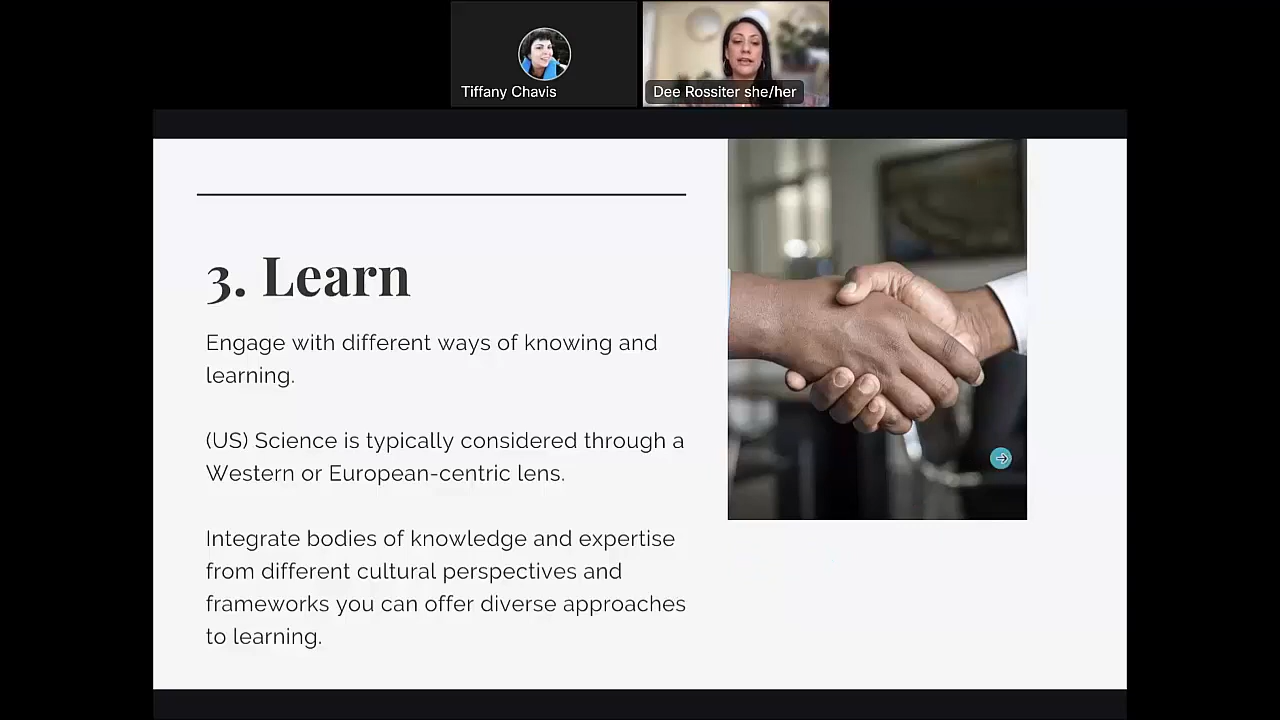 Tiffany Chavis
Dee Rossiter she/her
3. Learn
Engage with different ways of knowing and
learning.
(US) Science is typically considered through a
Western or European-centric lens.
Integrate bodies of knowledge and expertise
from different cultural perspectives and
frameworks you can offer diverse approaches
to learning.